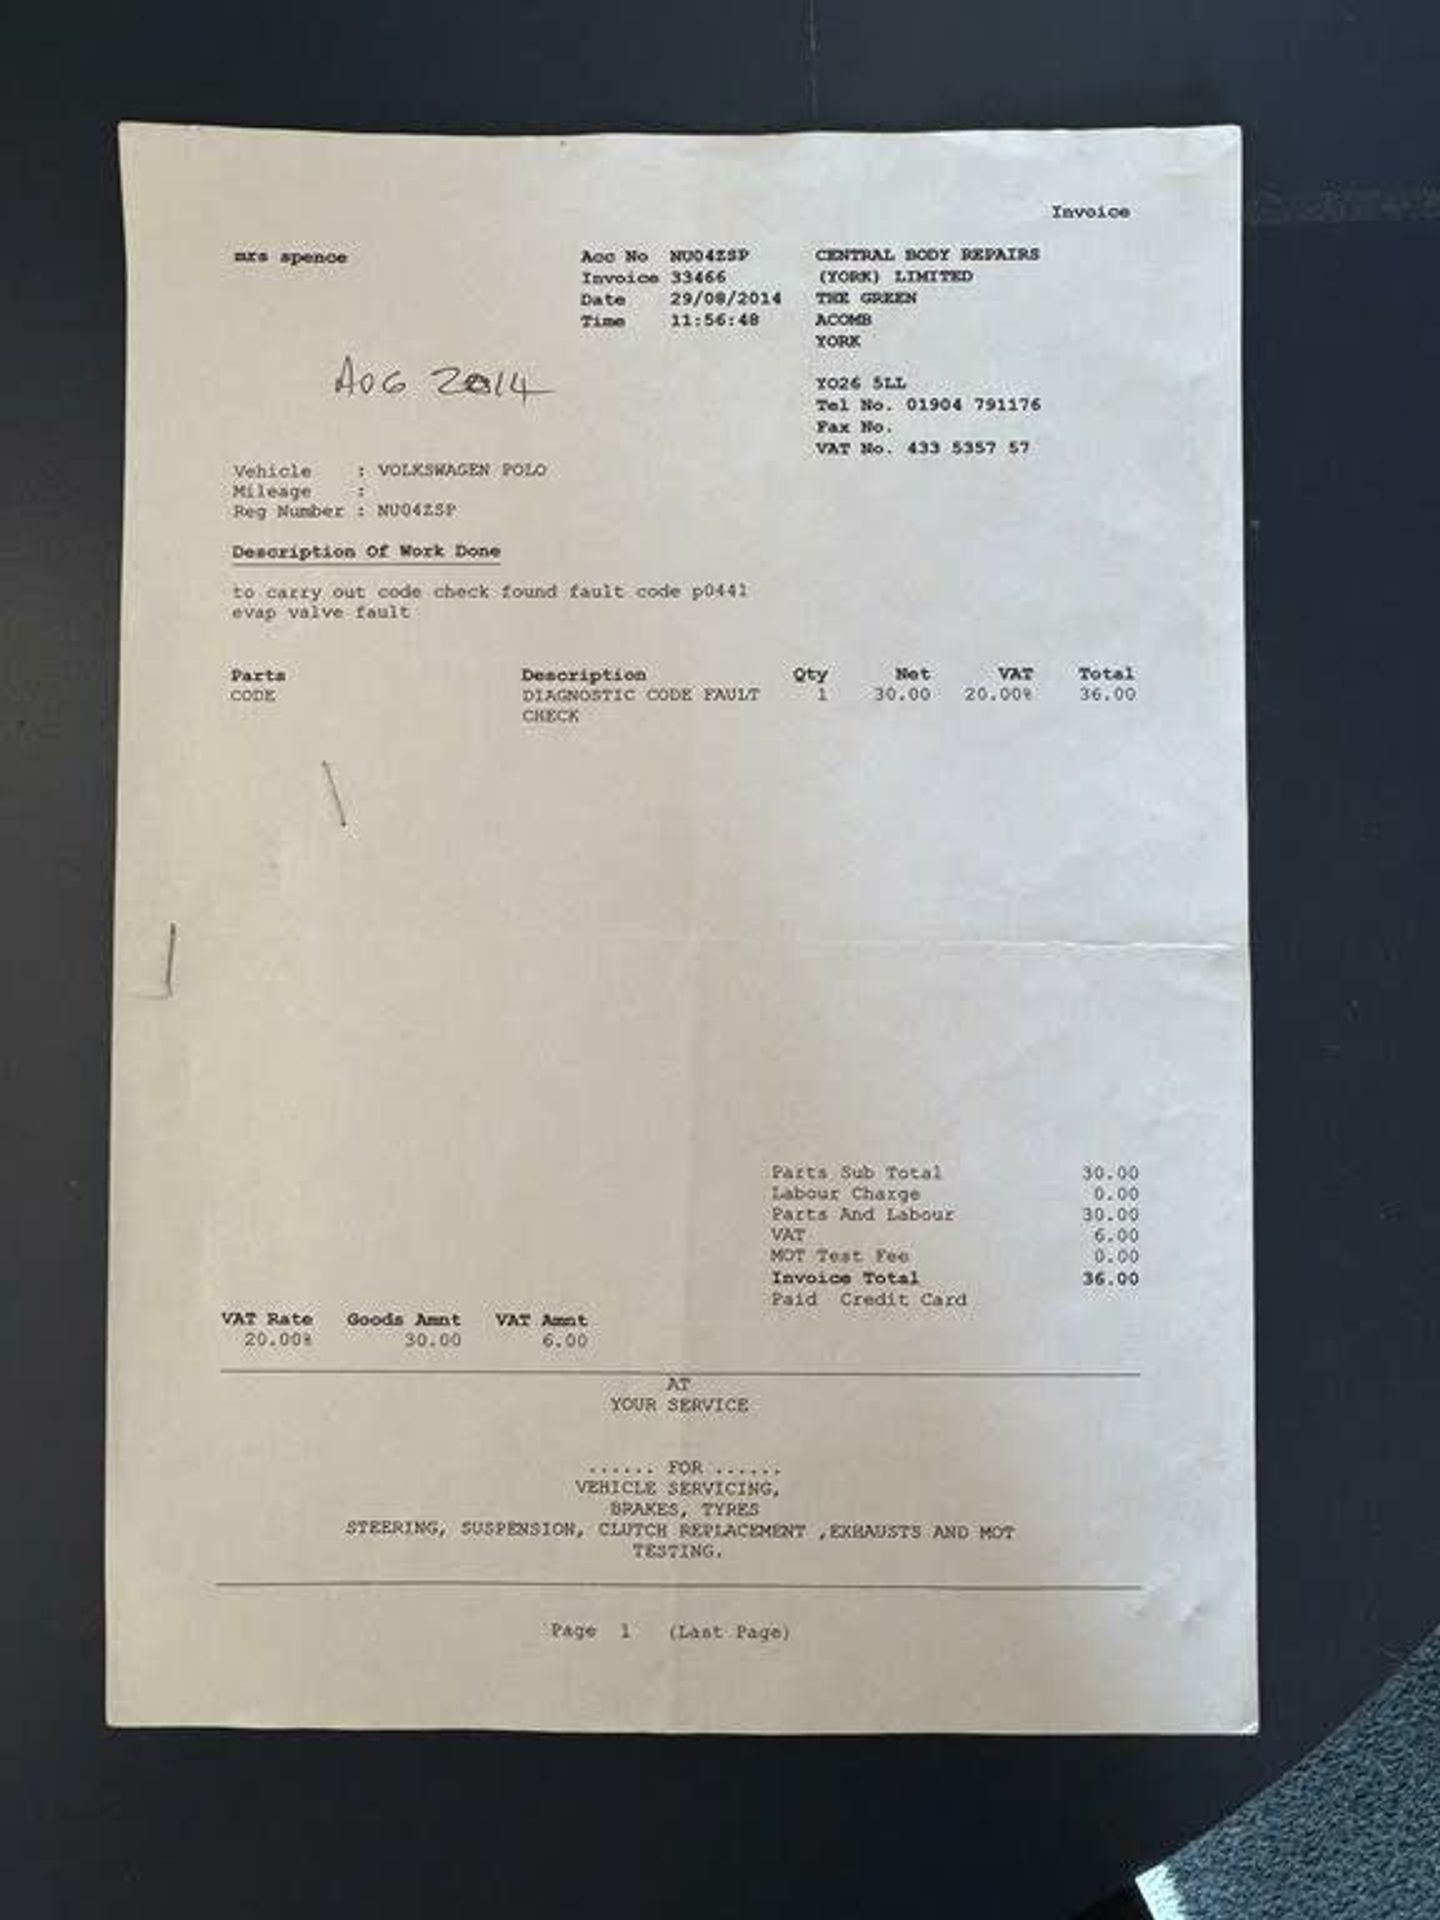 Invoice
mrs spence
Acc No NU04ZSP
Invoice 33466
Date 29/08/2014
Time 11:56:48
CENTRAL BODY REPAIRS
(YORK) LIMITED
THE GREEN
ACOMB
YORK
YO26 5LL
Tel No. 01904 791176
Fax No.
VAT No. 433 5357 57
AUG 2014
Vehicle : VOLKSWAGEN POLO
Mileage :
Reg Number : NU04ZSP
Description Of Work Done
to carry out code check found fault code p0441
evap valve fault
Parts Description Qty Net VAT Total
CODE DIAGNOSTIC CODE FAULT 1 30.00 20.00% 36.00
CHECK
Parts Sub Total 30.00
Labour Charge 0.00
Parts And Labour 30.00
VAT 6.00
MOT Test Fee 0.00
Invoice Total 36.00
Paid Credit Card
VAT Rate Goods Amnt VAT Amnt
20.00% 30.00 6.00
AT
YOUR SERVICE
...... FOR ......
VEHICLE SERVICING,
BRAKES, TYRES
STEERING, SUSPENSION, CLUTCH REPLACEMENT ,EXHAUSTS AND MOT
TESTING.
Page 1 (Last Page)